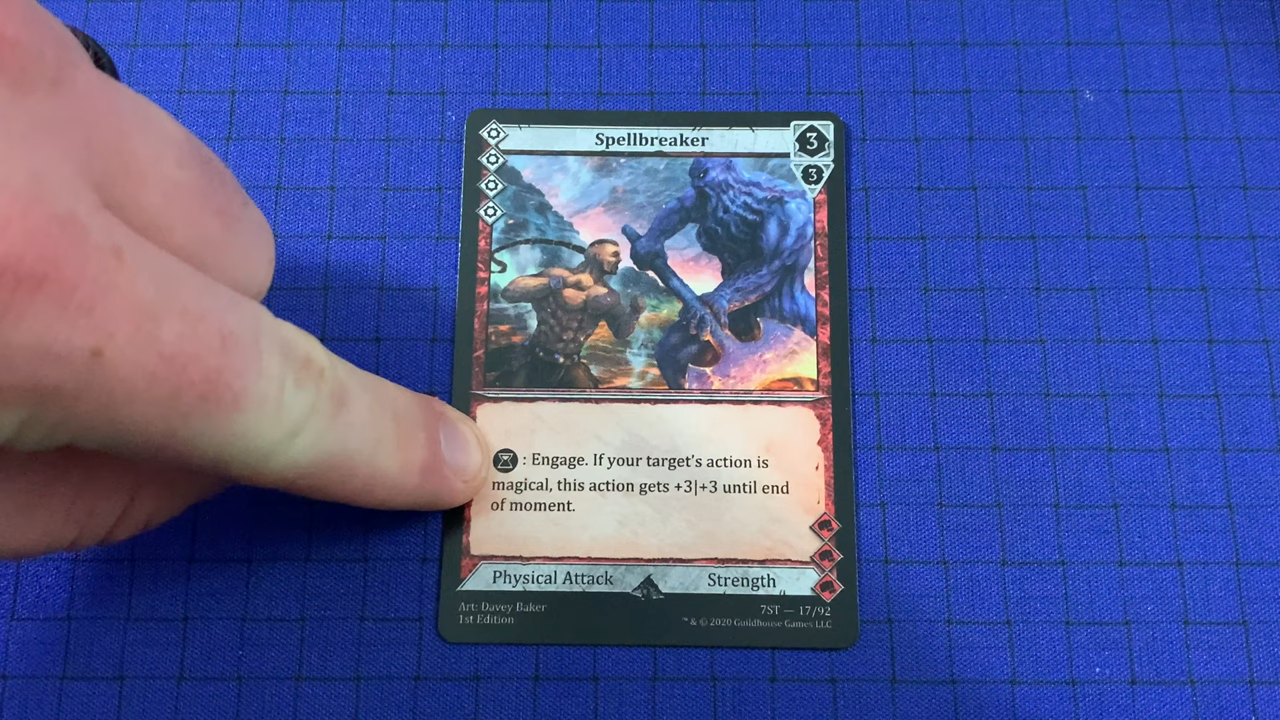 Spellbreaker
3
3
: Engage. If your target's action is
magical, this action gets +3|+3 until end
of moment.
Physical Attack Strength
Art: Davey Baker
1st Edition
7ST — 17/92
™ & © 2020 Guildhouse Games LLC